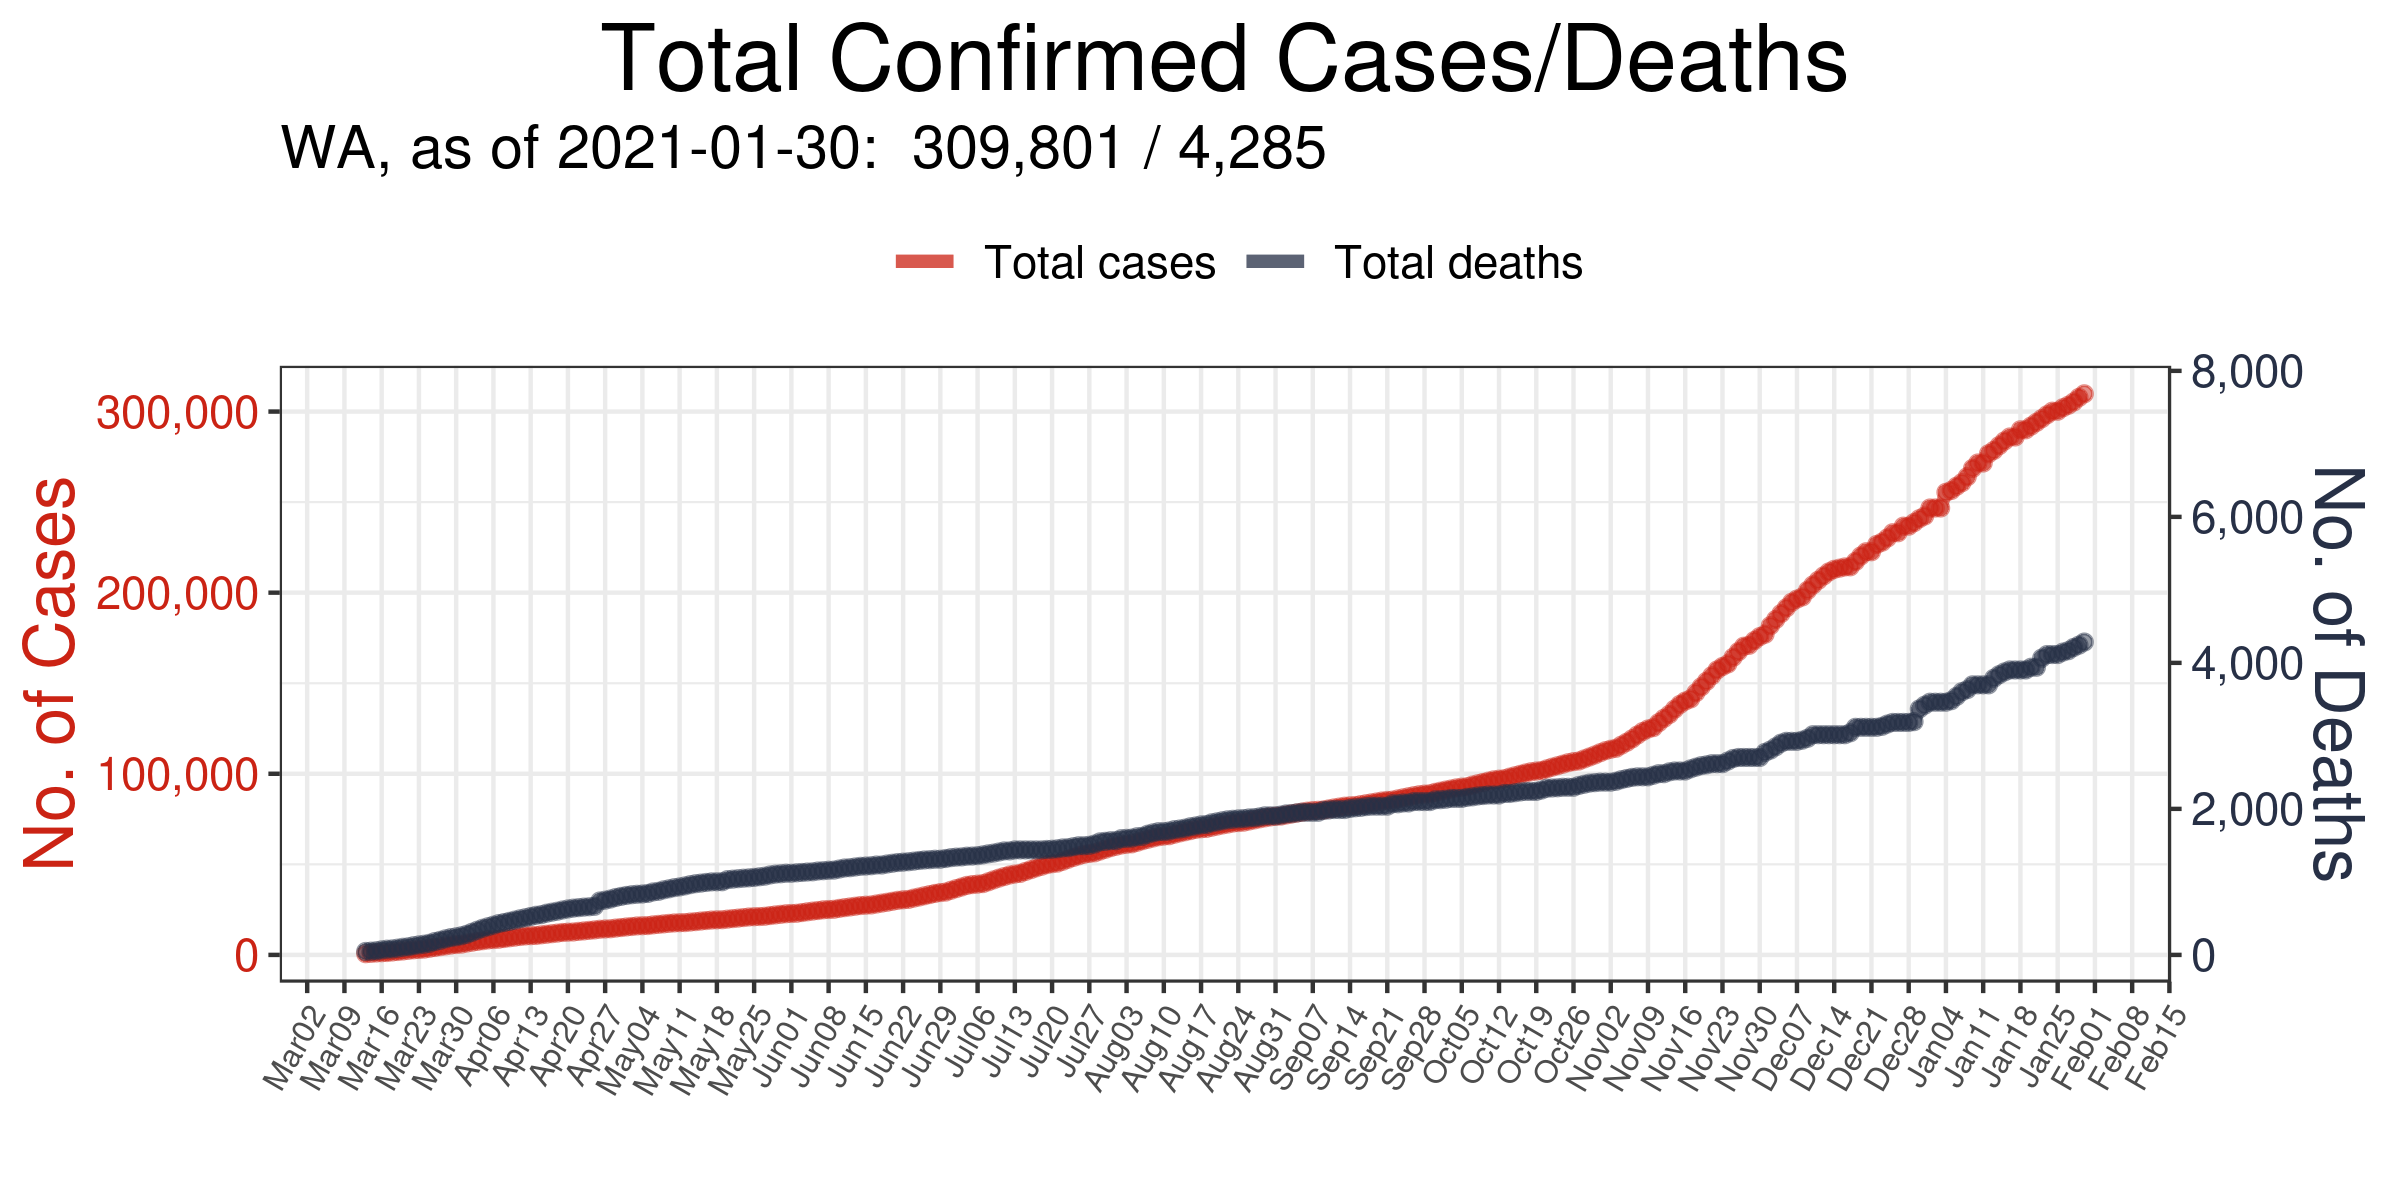 Total Confirmed Cases/Deaths
WA, as of 2021-01-30:  309,801 / 4,285
Total cases
Total deaths
No. of Cases
300,000
200,000
100,000
0
8,000
6,000
4,000
2,000
0
No. of Deaths
Mar02
Mar09
Mar16
Mar23
Mar30
Apr06
Apr13
Apr20
Apr27
May04
May11
May18
May25
Jun01
Jun08
Jun15
Jun22
Jun29
Jul06
Jul13
Jul20
Jul27
Aug03
Aug10
Aug17
Aug24
Aug31
Sep07
Sep14
Sep21
Sep28
Oct05
Oct12
Oct19
Oct26
Nov02
Nov09
Nov16
Nov23
Nov30
Dec07
Dec14
Dec21
Dec28
Jan04
Jan11
Jan18
Jan25
Feb01
Feb08
Feb15